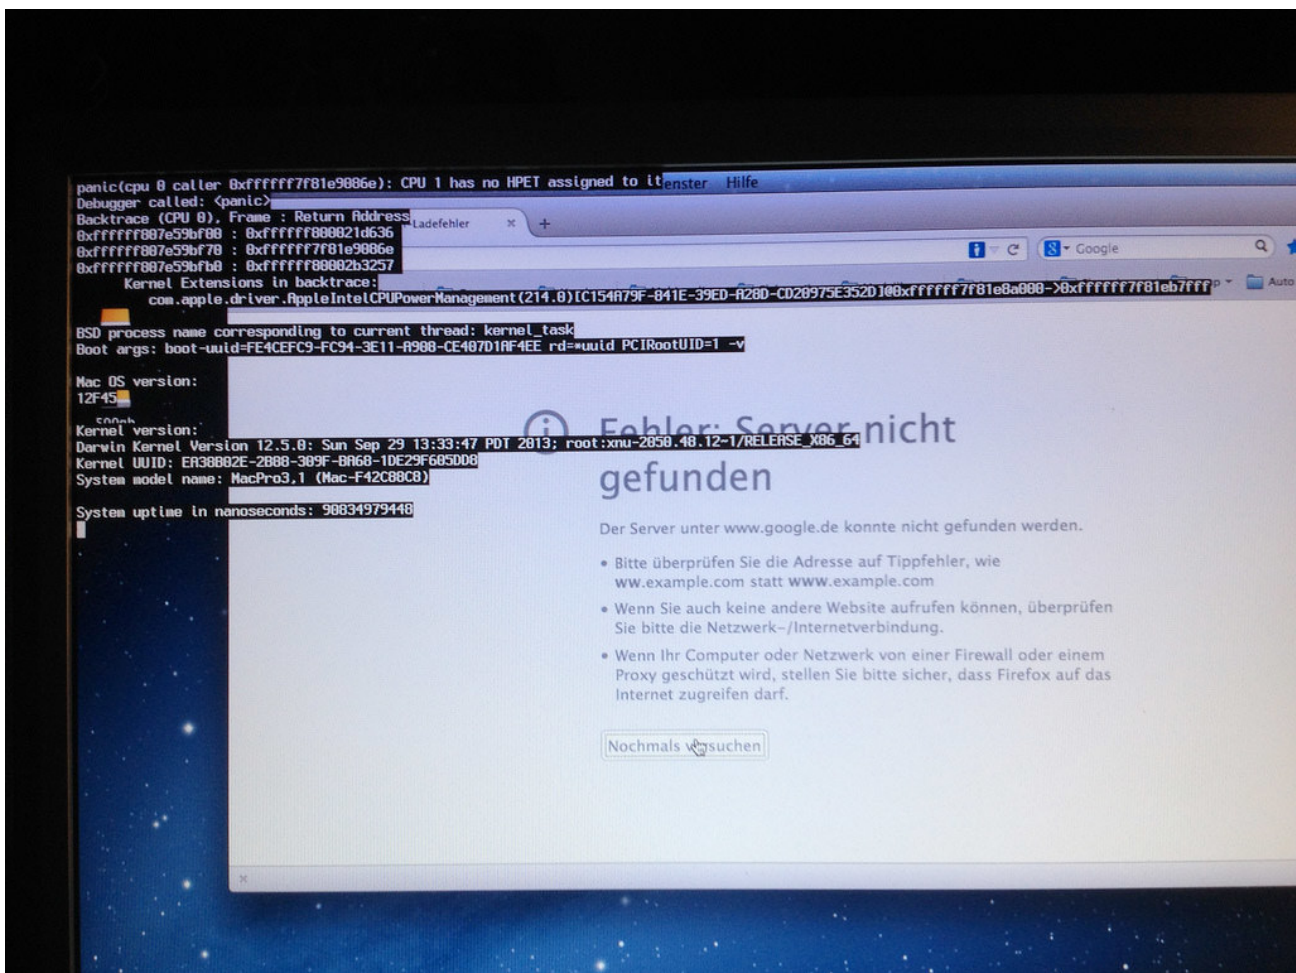 panic(cpu 0 caller 0xffffff7f81e9086e): CPU 1 has no HPET assigned to it
enster Hilfe
Debugger called: <panic>
Backtrace (CPU 0), Frame : Return Address
Ladefehler
0xffffff807e59bf00 : 0xffffff800021d636
0xffffff807e59bf70 : 0xffffff7f81e9086e
0xffffff807e59bfb0 : 0xffffff80002b3257
Google
Kernel Extensions in backtrace:
com.apple.driver.AppleIntelCPUPowerManagement(214.0)[C154A79F-041E-39ED-A28D-CD20975E352D]@0xffffff7f81e8a000->0xffffff7f81eb7fff
Auto
BSD process name corresponding to current thread: kernel_task
Boot args: boot-uuid=FE4CEFC9-FC94-3E11-A908-CE407D1AF4EE rd=*uuid PCIRootUID=1 -v
Mac OS version:
12F45
Kernel version:
Darwin Kernel Version 12.5.0: Sun Sep 29 13:33:47 PDT 2013; root:xnu-2050.48.12~1/RELEASE_X86_64
Kernel UUID: EA38B02E-2B88-309F-BA68-1DE29F605DD8
System model name: MacPro3,1 (Mac-F42C88C8)
System uptime in nanoseconds: 90834979448
Fehler: Server nicht
gefunden
Der Server unter www.google.de konnte nicht gefunden werden.
• Bitte überprüfen Sie die Adresse auf Tippfehler, wie
ww.example.com statt www.example.com
• Wenn Sie auch keine andere Website aufrufen können, überprüfen
Sie bitte die Netzwerk-/Internetverbindung.
• Wenn Ihr Computer oder Netzwerk von einer Firewall oder einem
Proxy geschützt wird, stellen Sie bitte sicher, dass Firefox auf das
Internet zugreifen darf.
Nochmals versuchen